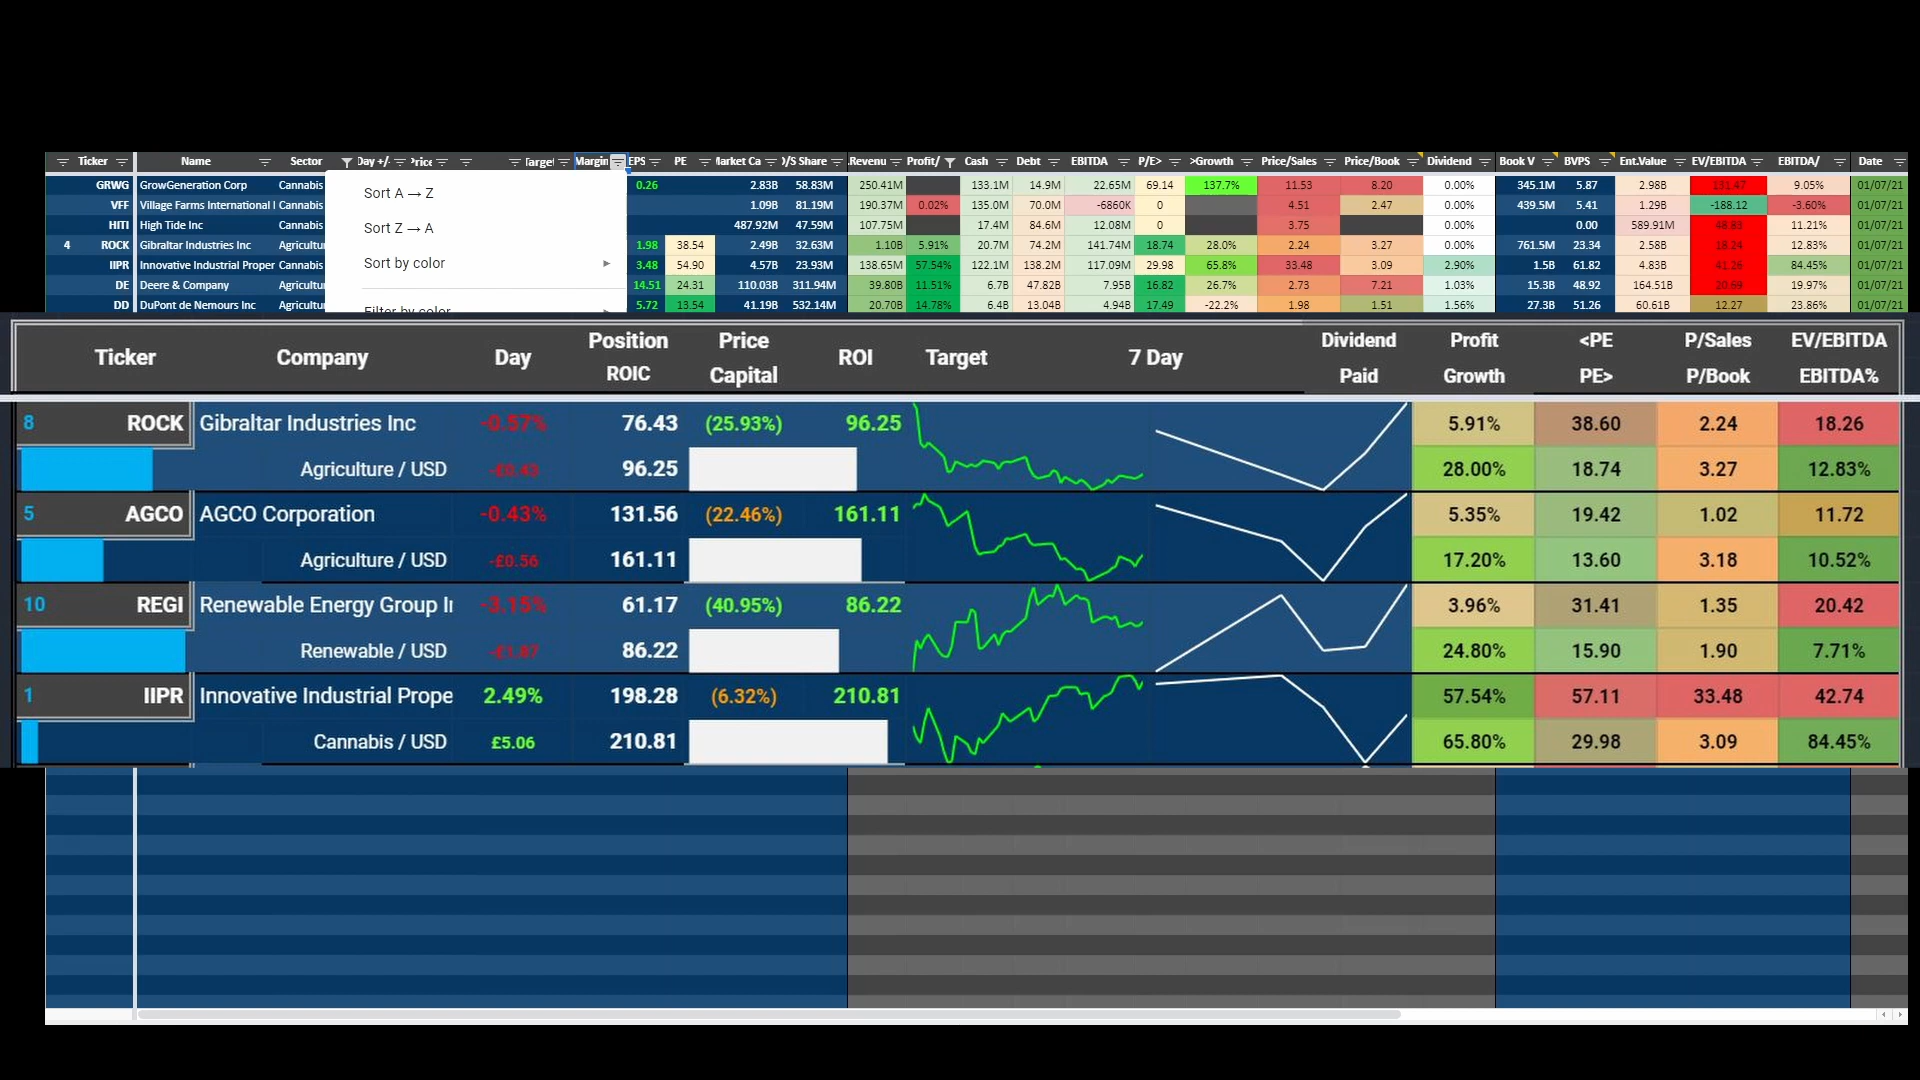 Ticker Name Sector Day +/- Price Target Margin EPS PE Market Ca O/S Share Revenu Profit/ Cash Debt EBITDA P/E> >Growth Price/Sales Price/Book Dividend Book V BVPS Ent.Value EV/EBITDA EBITDA/ Date
GRWG GrowGeneration Corp Cannabis 0.26 2.83B 58.83M 250.41M 133.1M 14.9M 22.65M 69.14 137.7% 11.53 8.20 0.00% 345.1M 5.87 2.98B 131.47 9.05% 01/07/21
VFF Village Farms International I Cannabis 1.09B 81.19M 190.37M 0.02% 135.0M 70.0M -6860K 0 4.51 2.47 0.00% 439.5M 5.41 1.29B -188.12 -3.60% 01/07/21
HITI High Tide Inc Cannabis 487.92M 47.59M 107.75M 17.4M 84.6M 12.08M 0 3.75 0.00% 0.00 589.91M 48.83 11.21% 01/07/21
4 ROCK Gibraltar Industries Inc Agricultur 1.98 38.54 2.49B 32.63M 1.10B 5.91% 20.7M 74.2M 141.74M 18.74 28.0% 2.24 3.27 0.00% 761.5M 23.34 2.58B 18.24 12.83% 01/07/21
IIPR Innovative Industrial Proper Cannabis 3.48 54.90 4.57B 23.93M 138.65M 57.54% 122.1M 138.2M 117.09M 29.98 65.8% 33.48 3.09 2.90% 1.5B 61.82 4.83B 41.26 84.45% 01/07/21
DE Deere & Company Agricultur 14.51 24.31 110.03B 311.94M 39.80B 11.51% 6.7B 47.82B 7.95B 16.82 26.7% 2.73 7.21 1.03% 15.3B 48.92 164.51B 20.69 19.97% 01/07/21
DD DuPont de Nemours Inc Agricultur 5.72 13.54 41.19B 532.14M 20.70B 14.78% 6.4B 13.04B 4.94B 17.49 -22.2% 1.98 1.51 1.56% 27.3B 51.26 60.61B 12.27 23.86% 01/07/21
Sort A → Z
Sort Z → A
Sort by color
Filter by color
Ticker Company Day Position Price ROI Target 7 Day Dividend Profit <PE P/Sales EV/EBITDA
ROIC Capital Paid Growth PE> P/Book EBITDA%
8 ROCK Gibraltar Industries Inc -0.57% 76.43 (25.93%) 96.25 5.91% 38.60 2.24 18.26
Agriculture / USD -£0.43 96.25 28.00% 18.74 3.27 12.83%
5 AGCO AGCO Corporation -0.43% 131.56 (22.46%) 161.11 5.35% 19.42 1.02 11.72
Agriculture / USD -£0.56 161.11 17.20% 13.60 3.18 10.52%
10 REGI Renewable Energy Group Ir -3.15% 61.17 (40.95%) 86.22 3.96% 31.41 1.35 20.42
Renewable / USD 86.22 24.80% 15.90 1.90 7.71%
1 IIPR Innovative Industrial Prope 2.49% 198.28 (6.32%) 210.81 57.54% 57.11 33.48 42.74
Cannabis / USD £5.06 210.81 65.80% 29.98 3.09 84.45%